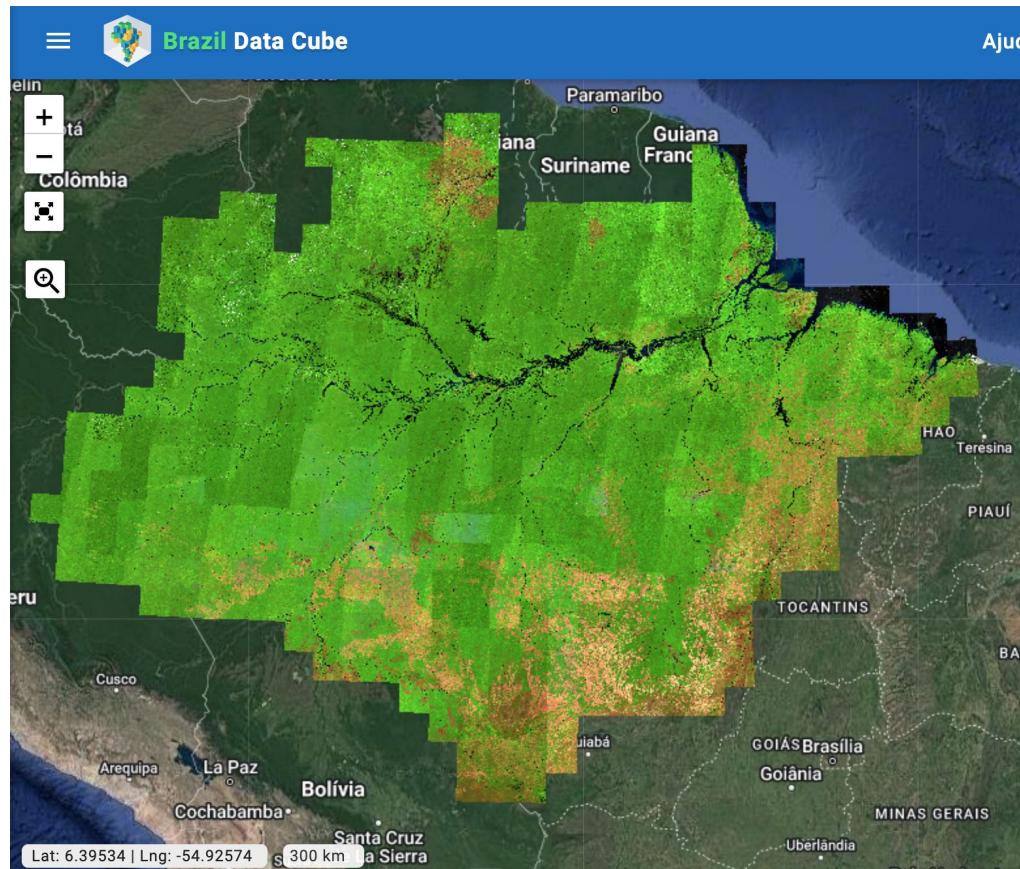 Brazil Data Cube
Ajud
elín
Paramaribo
+
otá
Guiana
iana
−
Franc
Suriname
Colômbia
HAO
Teresina
PIAUÍ
eru
TOCANTINS
BA
Cusco
uiabá
GOIÁS Brasília
Arequipa
La Paz
Goiânia
Bolívia
Cochabamba
MINAS GERAIS
Santa Cruz
Uberlândia
Lat: 6.39534 | Lng: -54.92574
300 km
La Sierra